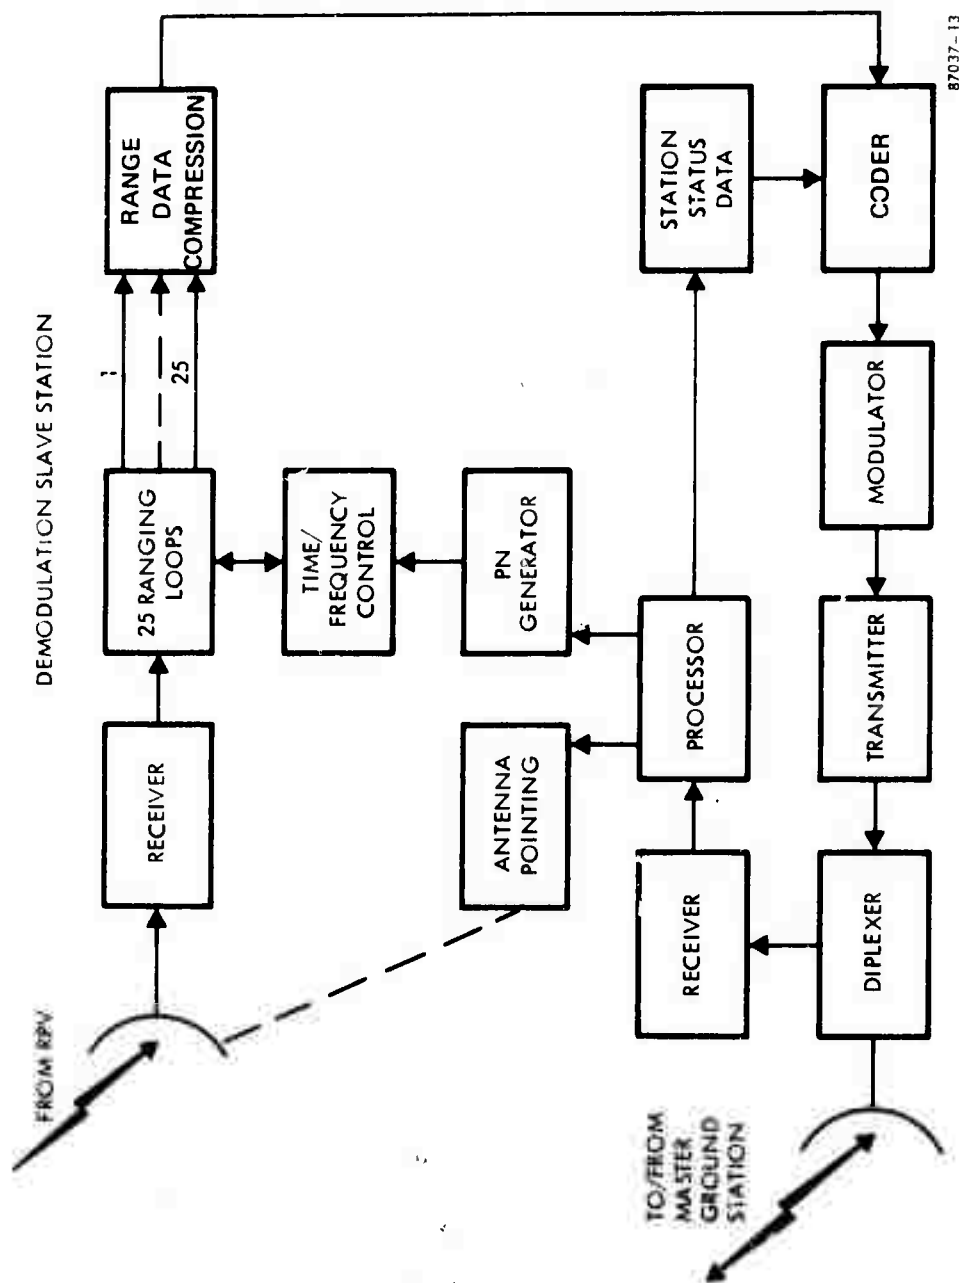 DEMODULATION SLAVE STATION
FROM RPV
RECEIVER
25 RANGING
LOOPS
25
RANGE
DATA
COMPRESSION
TIME/
FREQUENCY
CONTROL
ANTENNA
POINTING
PN
GENERATOR
TO/FROM
MASTER
GROUND
STATION
RECEIVER
PROCESSOR
STATION
STATUS
DATA
DIPLEXER
TRANSMITTER
MODULATOR
CODER
87037-13